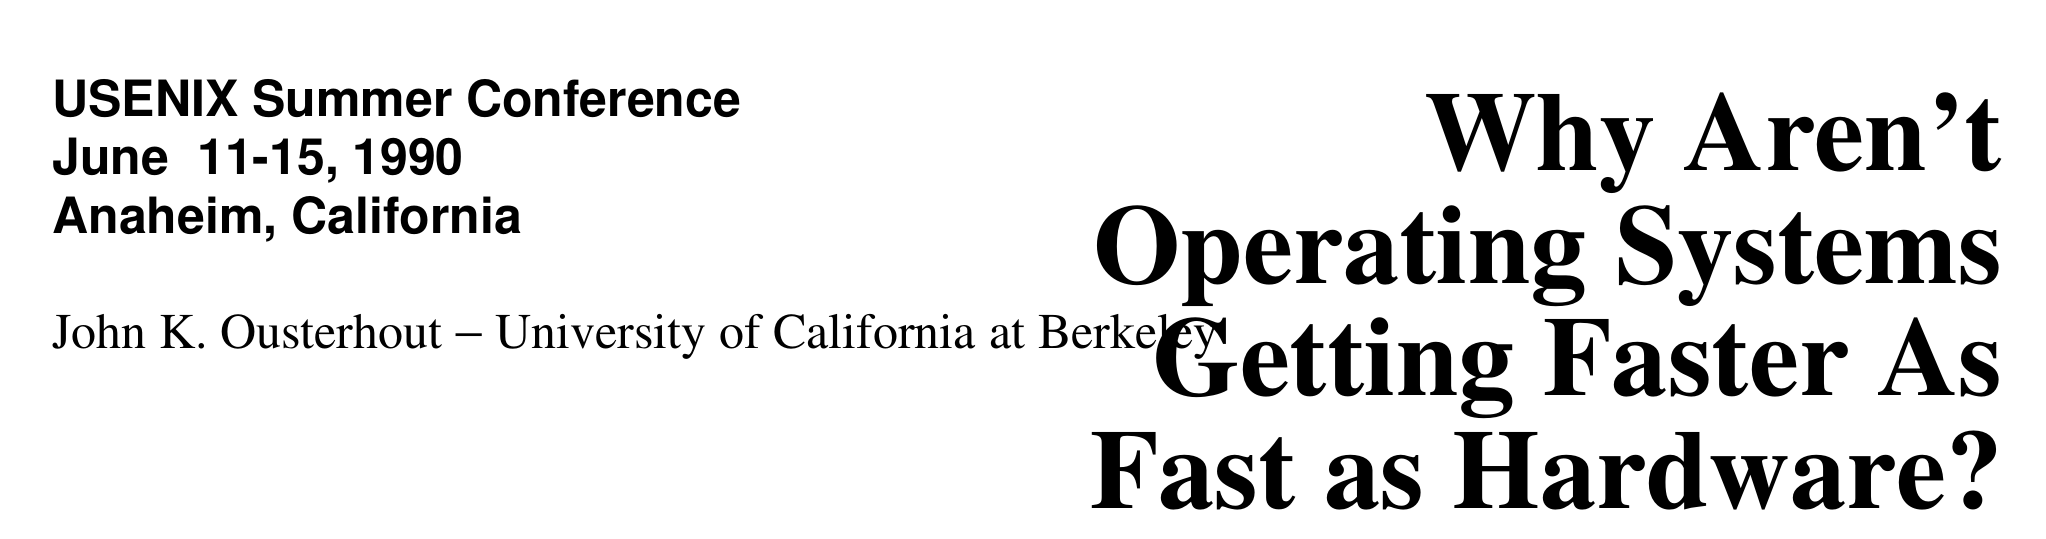 USENIX Summer Conference
June 11-15, 1990
Anaheim, California
John K. Ousterhout – University of California at Berkeley
Why Aren’t
Operating Systems
Getting Faster As
Fast as Hardware?